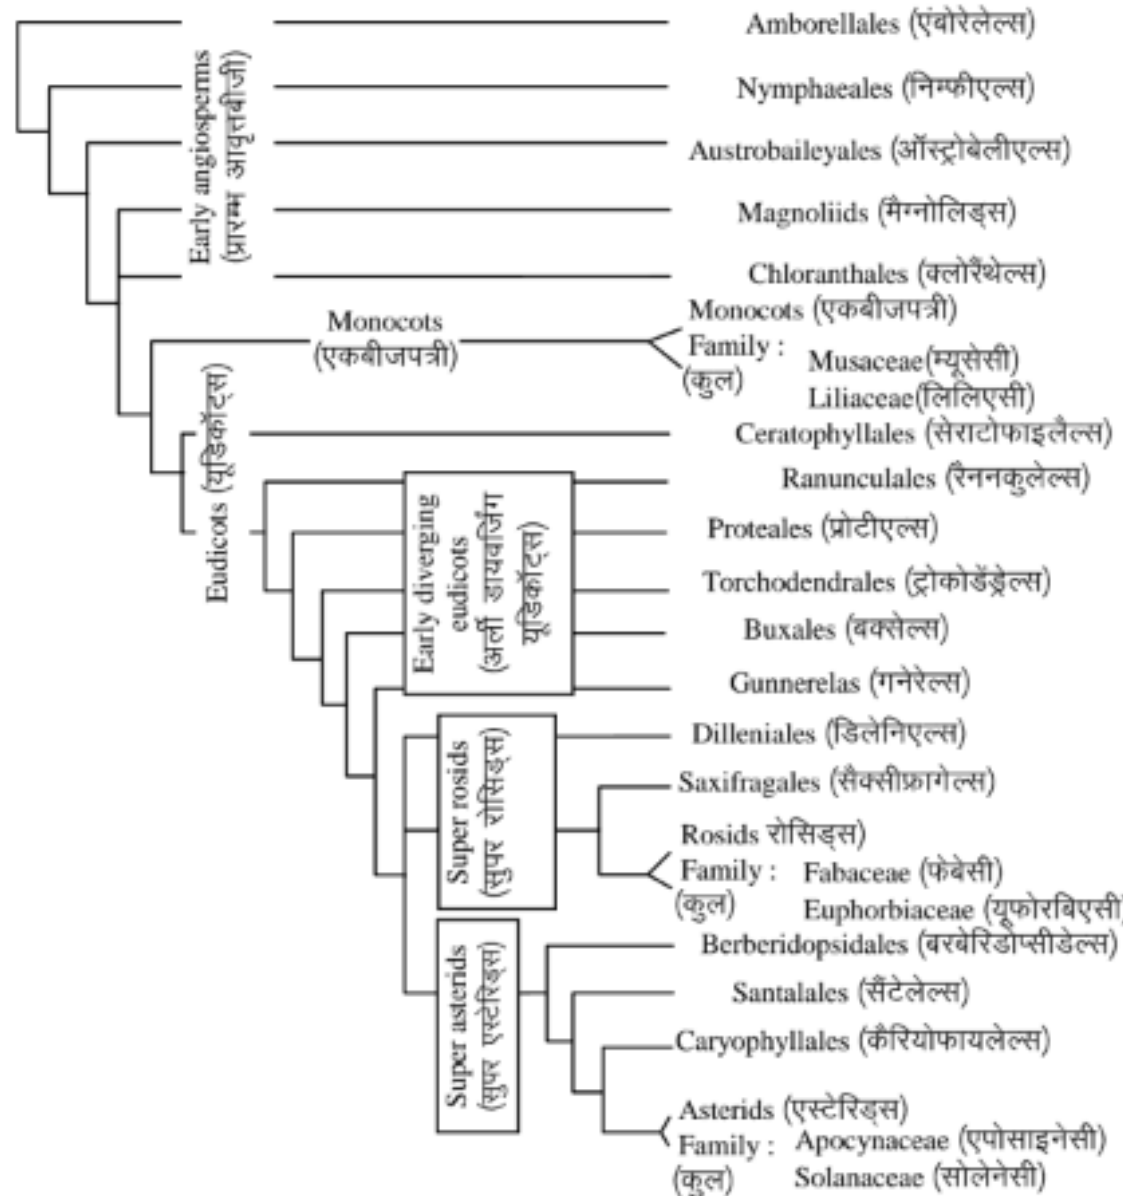 Amborellales (एंबोरेलेल्स)
Nymphaeales (निम्फीएल्स)
Austrobaileyales (ऑस्ट्रोबेलीएल्स)
Magnoliids (मैग्नोलिड्स)
Chloranthales (क्लोरैंथेल्स)
Early angiosperms
(प्रारम्भ आवृत्तबीजी)
Monocots
(एकबीजपत्री)
Monocots (एकबीजपत्री)
Family :
(कुल)
Musaceae(म्यूसेसी)
Liliaceae(लिलिएसी)
Eudicots (यूडिकॉट्स)
Ceratophyllales (सेराटोफाइलैल्स)
Early diverging
eudicots
(अर्ली डायवर्जिंग
यूडिकॉट्स)
Ranunculales (रैननकुलेल्स)
Proteales (प्रोटीएल्स)
Torchodendrales (ट्रोकोडेंड्रेल्स)
Buxales (बक्सेल्स)
Gunnerelas (गनेरेल्स)
Super rosids
(सुपर रोसिड्स)
Dilleniales (डिलेनिएल्स)
Saxifragales (सैक्सीफ्रागेल्स)
Rosids रोसिड्स)
Family :
(कुल)
Fabaceae (फेबेसी)
Euphorbiaceae (यूफोरबिएसी)
Super asterids
(सुपर एस्टेरिड्स)
Berberidopsidales (बरबेरिडोप्सीडेल्स)
Santalales (सैंटेलेल्स)
Caryophyllales (कैरियोफायलेल्स)
Asterids (एस्टेरिड्स)
Family :
(कुल)
Apocynaceae (एपोसाइनेसी)
Solanaceae (सोलेनेसी)